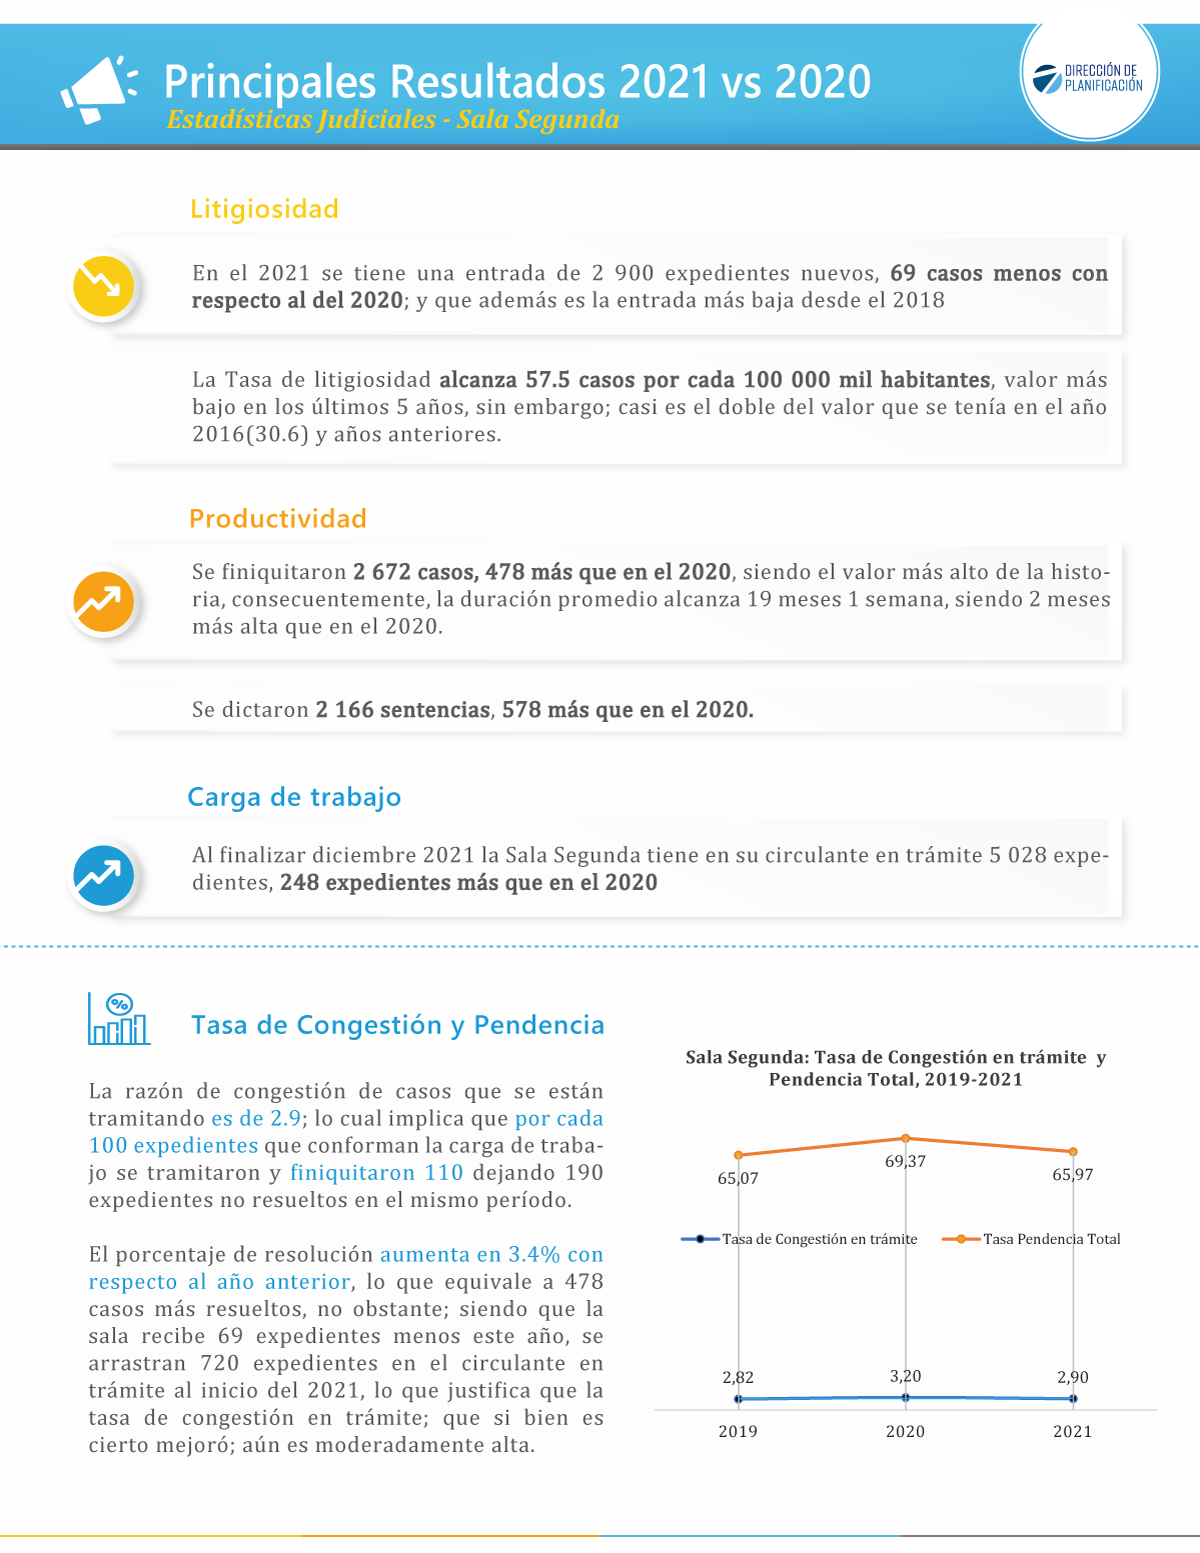 Principales Resultados 2021 vs 2020
Estadísticas Judiciales - Sala Segunda
DIRECCIÓN DE
PLANIFICACIÓN
Litigiosidad
En el 2021 se tiene una entrada de 2 900 expedientes nuevos, 69 casos menos con
respecto al del 2020; y que además es la entrada más baja desde el 2018
La Tasa de litigiosidad alcanza 57.5 casos por cada 100 000 mil habitantes, valor más
bajo en los últimos 5 años, sin embargo; casi es el doble del valor que se tenía en el año
2016(30.6) y años anteriores.
Productividad
Se finiquitaron 2 672 casos, 478 más que en el 2020, siendo el valor más alto de la histo-
ria, consecuentemente, la duración promedio alcanza 19 meses 1 semana, siendo 2 meses
más alta que en el 2020.
Se dictaron 2 166 sentencias, 578 más que en el 2020.
Carga de trabajo
Al finalizar diciembre 2021 la Sala Segunda tiene en su circulante en trámite 5 028 expe-
dientes, 248 expedientes más que en el 2020
%
Tasa de Congestión y Pendencia
La razón de congestión de casos que se están
tramitando es de 2.9; lo cual implica que por cada
100 expedientes que conforman la carga de traba-
jo se tramitaron y finiquitaron 110 dejando 190
expedientes no resueltos en el mismo período.
El porcentaje de resolución aumenta en 3.4% con
respecto al año anterior, lo que equivale a 478
casos más resueltos, no obstante; siendo que la
sala recibe 69 expedientes menos este año, se
arrastran 720 expedientes en el circulante en
trámite al inicio del 2021, lo que justifica que la
tasa de congestión en trámite; que si bien es
cierto mejoró; aún es moderadamente alta.
Sala Segunda: Tasa de Congestión en trámite y
Pendencia Total, 2019-2021
65,07
69,37
65,97
Tasa de Congestión en trámite
Tasa Pendencia Total
2,82
3,20
2,90
2019
2020
2021